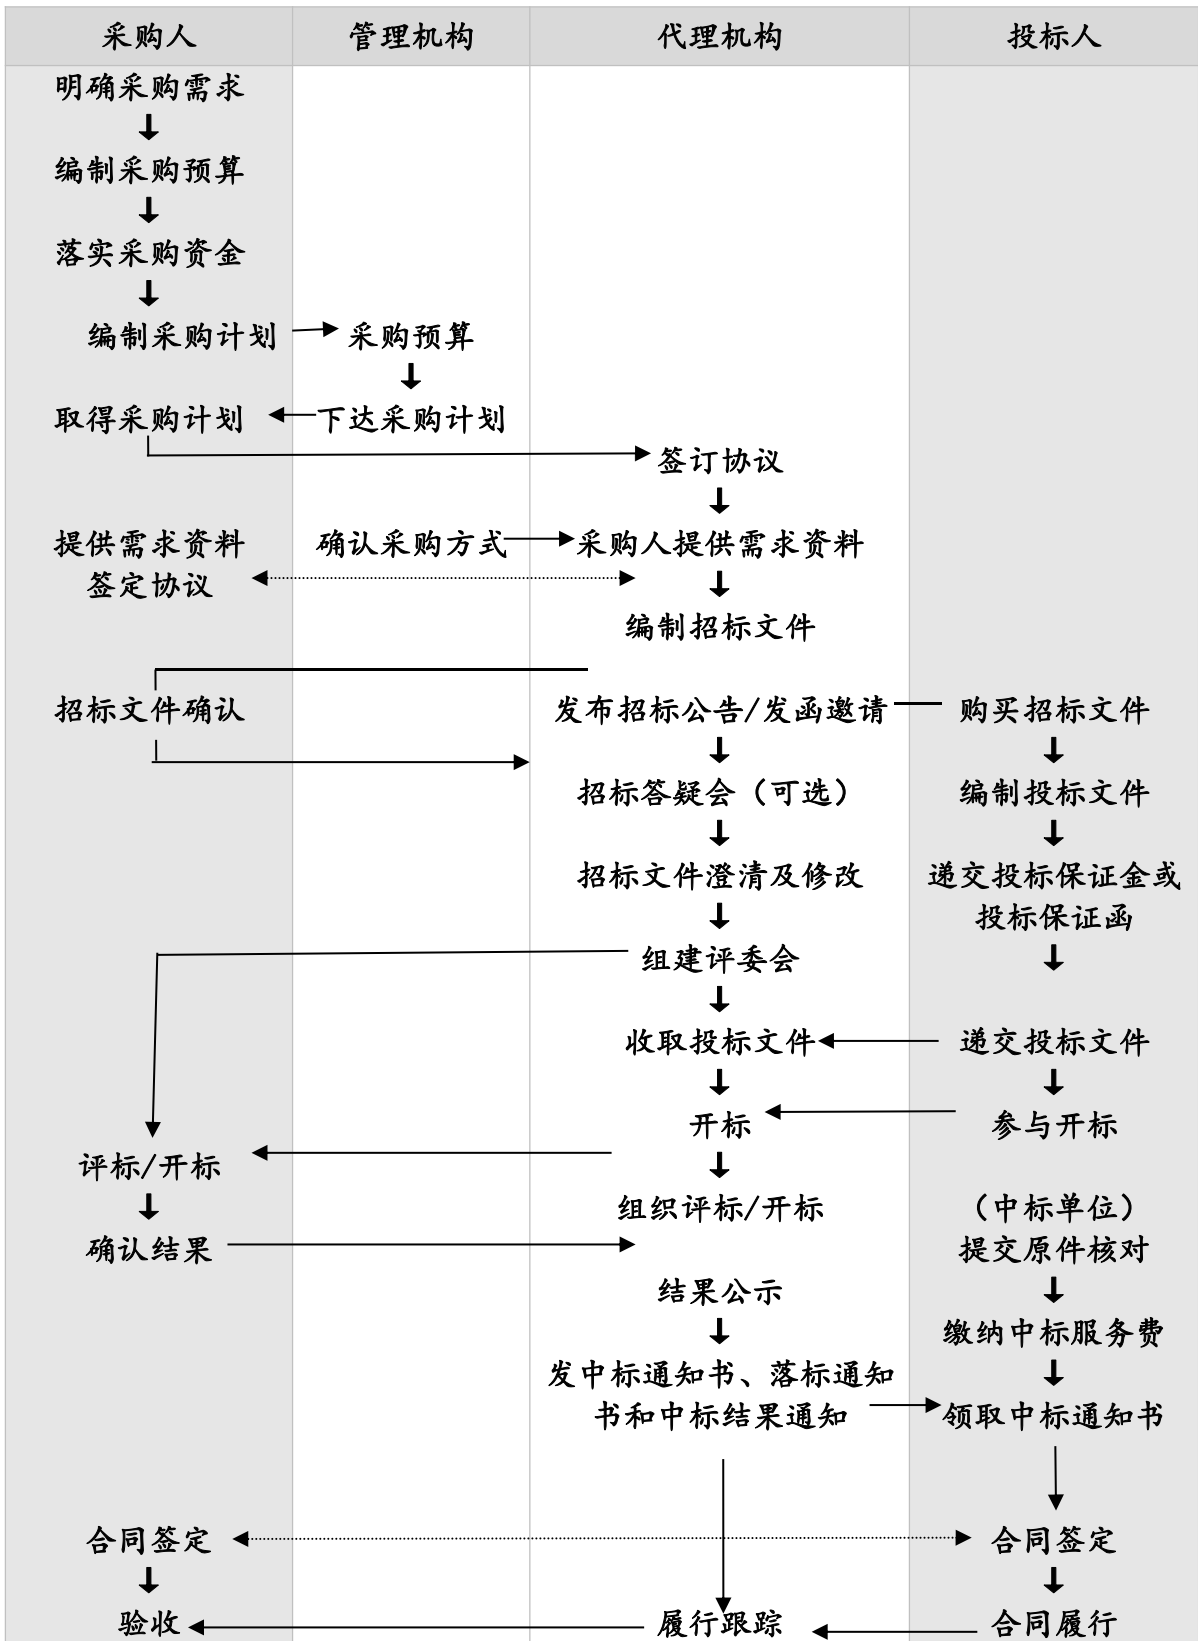 采购人 管理机构 代理机构 投标人
明确采购需求
编制采购预算
落实采购资金
编制采购计划 采购预算
取得采购计划 下达采购计划
签订协议
提供需求资料 确认采购方式 采购人提供需求资料
签定协议
编制招标文件
招标文件确认 发布招标公告/发函邀请 购买招标文件
招标答疑会（可选） 编制投标文件
招标文件澄清及修改 递交投标保证金或
投标保证函
组建评委会
收取投标文件 递交投标文件
开标 参与开标
评标/开标
组织评标/开标 （中标单位）
确认结果 提交原件核对
结果公示
缴纳中标服务费
发中标通知书、落标通知
书和中标结果通知 领取中标通知书
合同签定 合同签定
验收 履行跟踪 合同履行